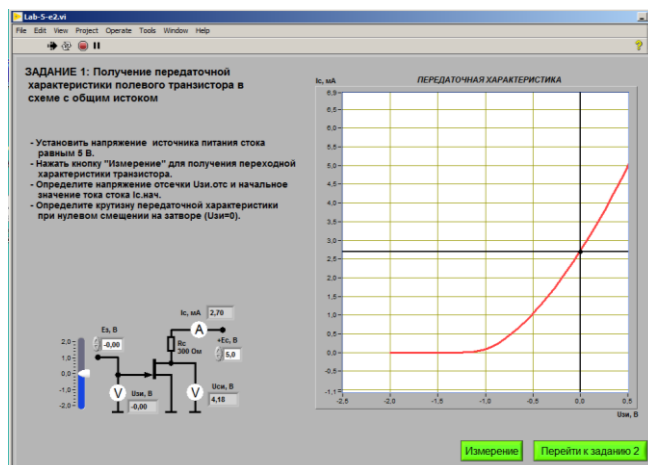 Lab-5-e2.vi
File Edit View Project Operate Tools Window Help
ЗАДАНИЕ 1: Получение передаточной
характеристики полевого транзистора в
схеме с общим истоком
- Установить напряжение источника питания стока
равным 5 В.
- Нажать кнопку "Измерение" для получения переходной
характеристики транзистора.
- Определите напряжение отсечки Uзи.отс и начальное
значение тока стока Ic.нач.
- Определите крутизну передаточной характеристики
при нулевом смещении на затворе (Uзи=0).
Ic, мА 2,70
Eз, В
-0,00
2,0
1,0
0,0
-1,0
-2,0
A
Rc
300 Ом
+Ec, В
5,0
V
Uзи, В
-0,00
V
Uси, В
4,18
Ic, мА
ПЕРЕДАТОЧНАЯ ХАРАКТЕРИСТИКА
6,9
6,5
6,0
5,5
5,0
4,5
4,0
3,5
3,0
2,5
2,0
1,5
1,0
0,5
0,0
-0,5
-1,1
-2,5 -2,0 -1,5 -1,0 -0,5 0,0 0,5
Uзи, В
Измерение
Перейти к заданию 2